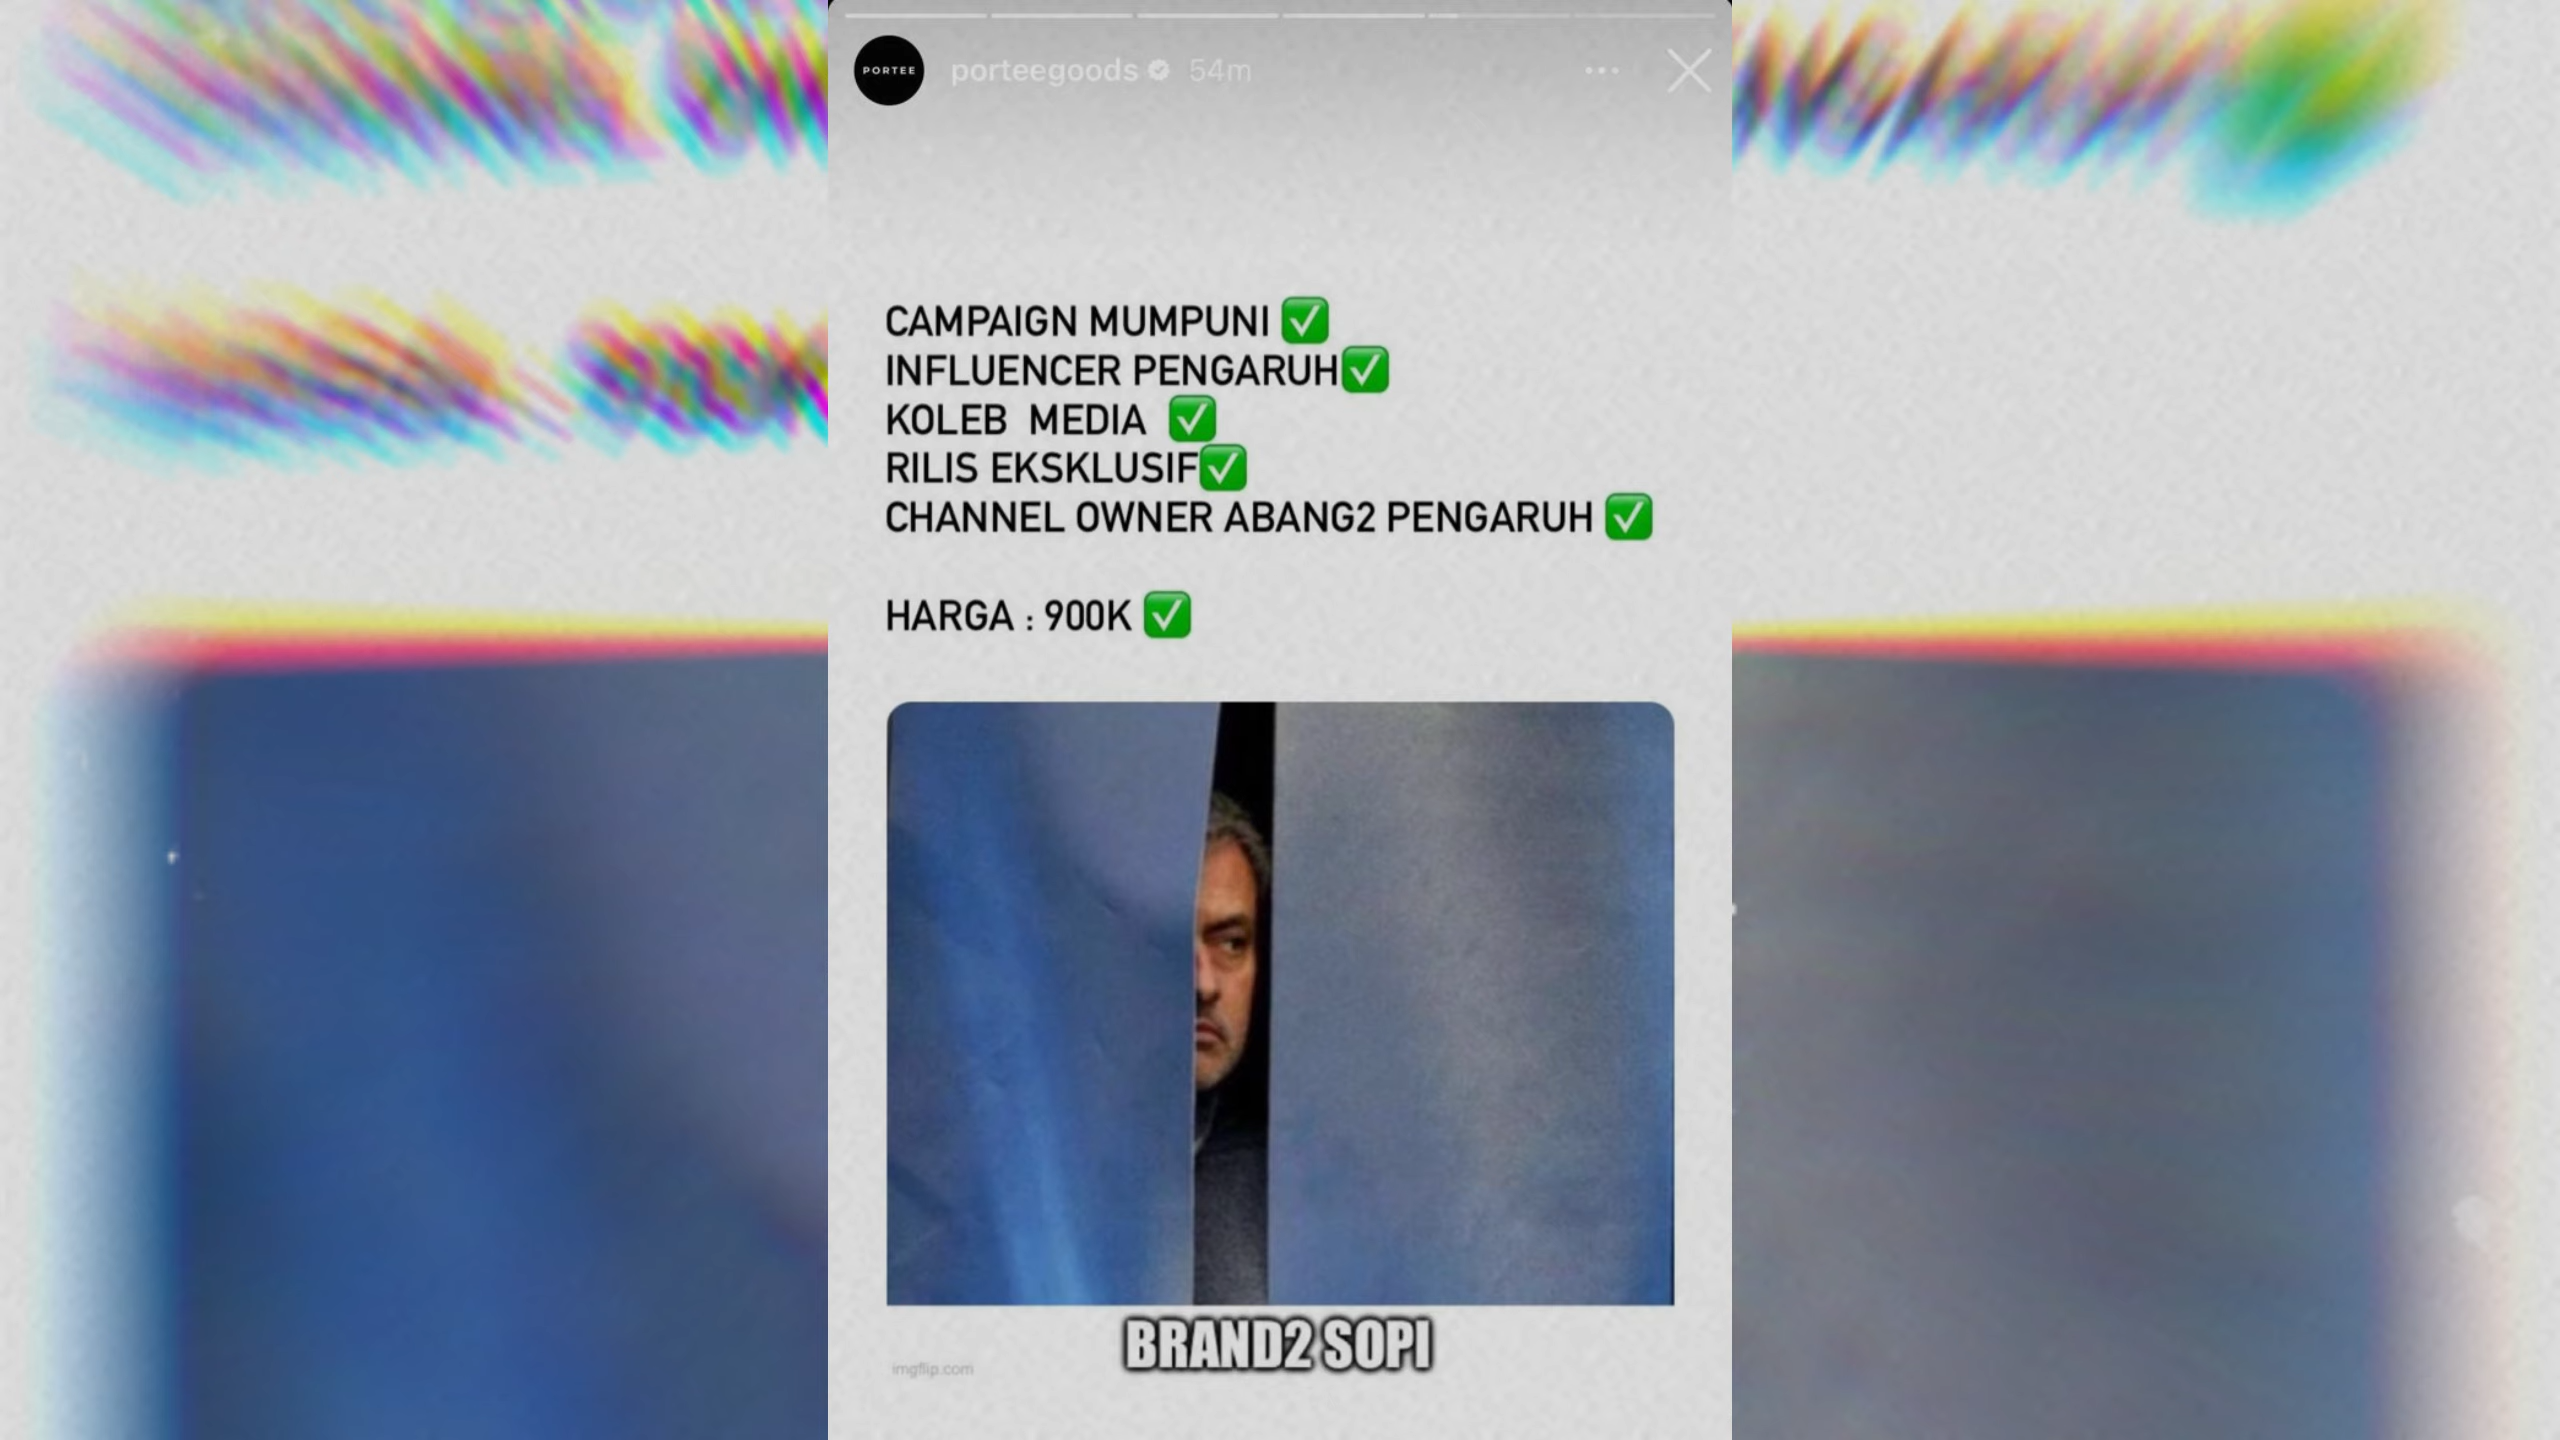 PORTEE
porteegoods 54m
CAMPAIGN MUMPUNI ✅
INFLUENCER PENGARUH✅
KOLEB MEDIA ✅
RILIS EKSKLUSIF✅
CHANNEL OWNER ABANG2 PENGARUH ✅
HARGA : 900K ✅
BRAND2 SOPI
imgflip.com